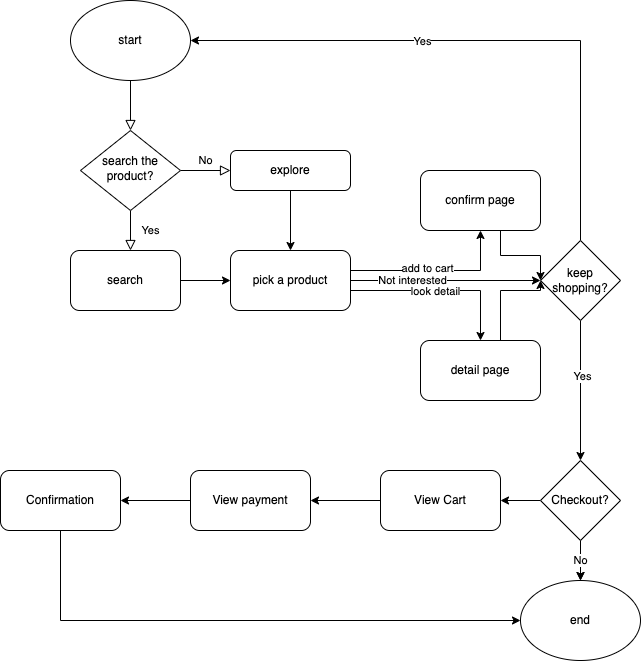 start
Yes
search the
product?
No
explore
Yes
confirm page
search
pick a product
add to cart
Not interested
look detail
keep
shopping?
detail page
Yes
Confirmation
View payment
View Cart
Checkout?
No
end